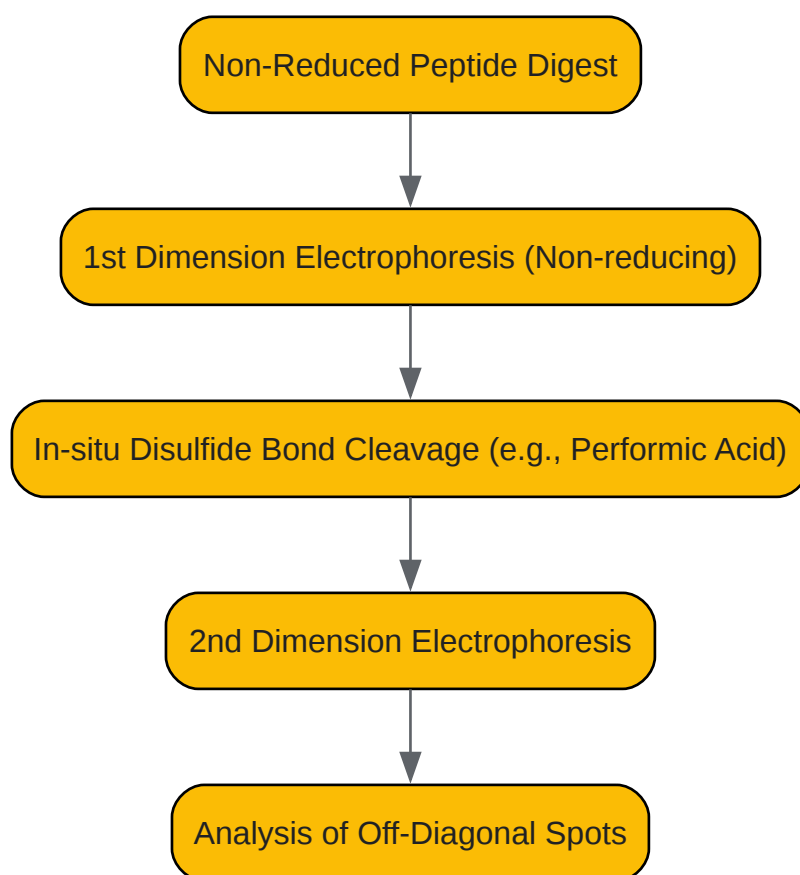 Non-Reduced Peptide Digest
1st Dimension Electrophoresis (Non-reducing)
In-situ Disulfide Bond Cleavage (e.g., Performic Acid)
2nd Dimension Electrophoresis
Analysis of Off-Diagonal Spots